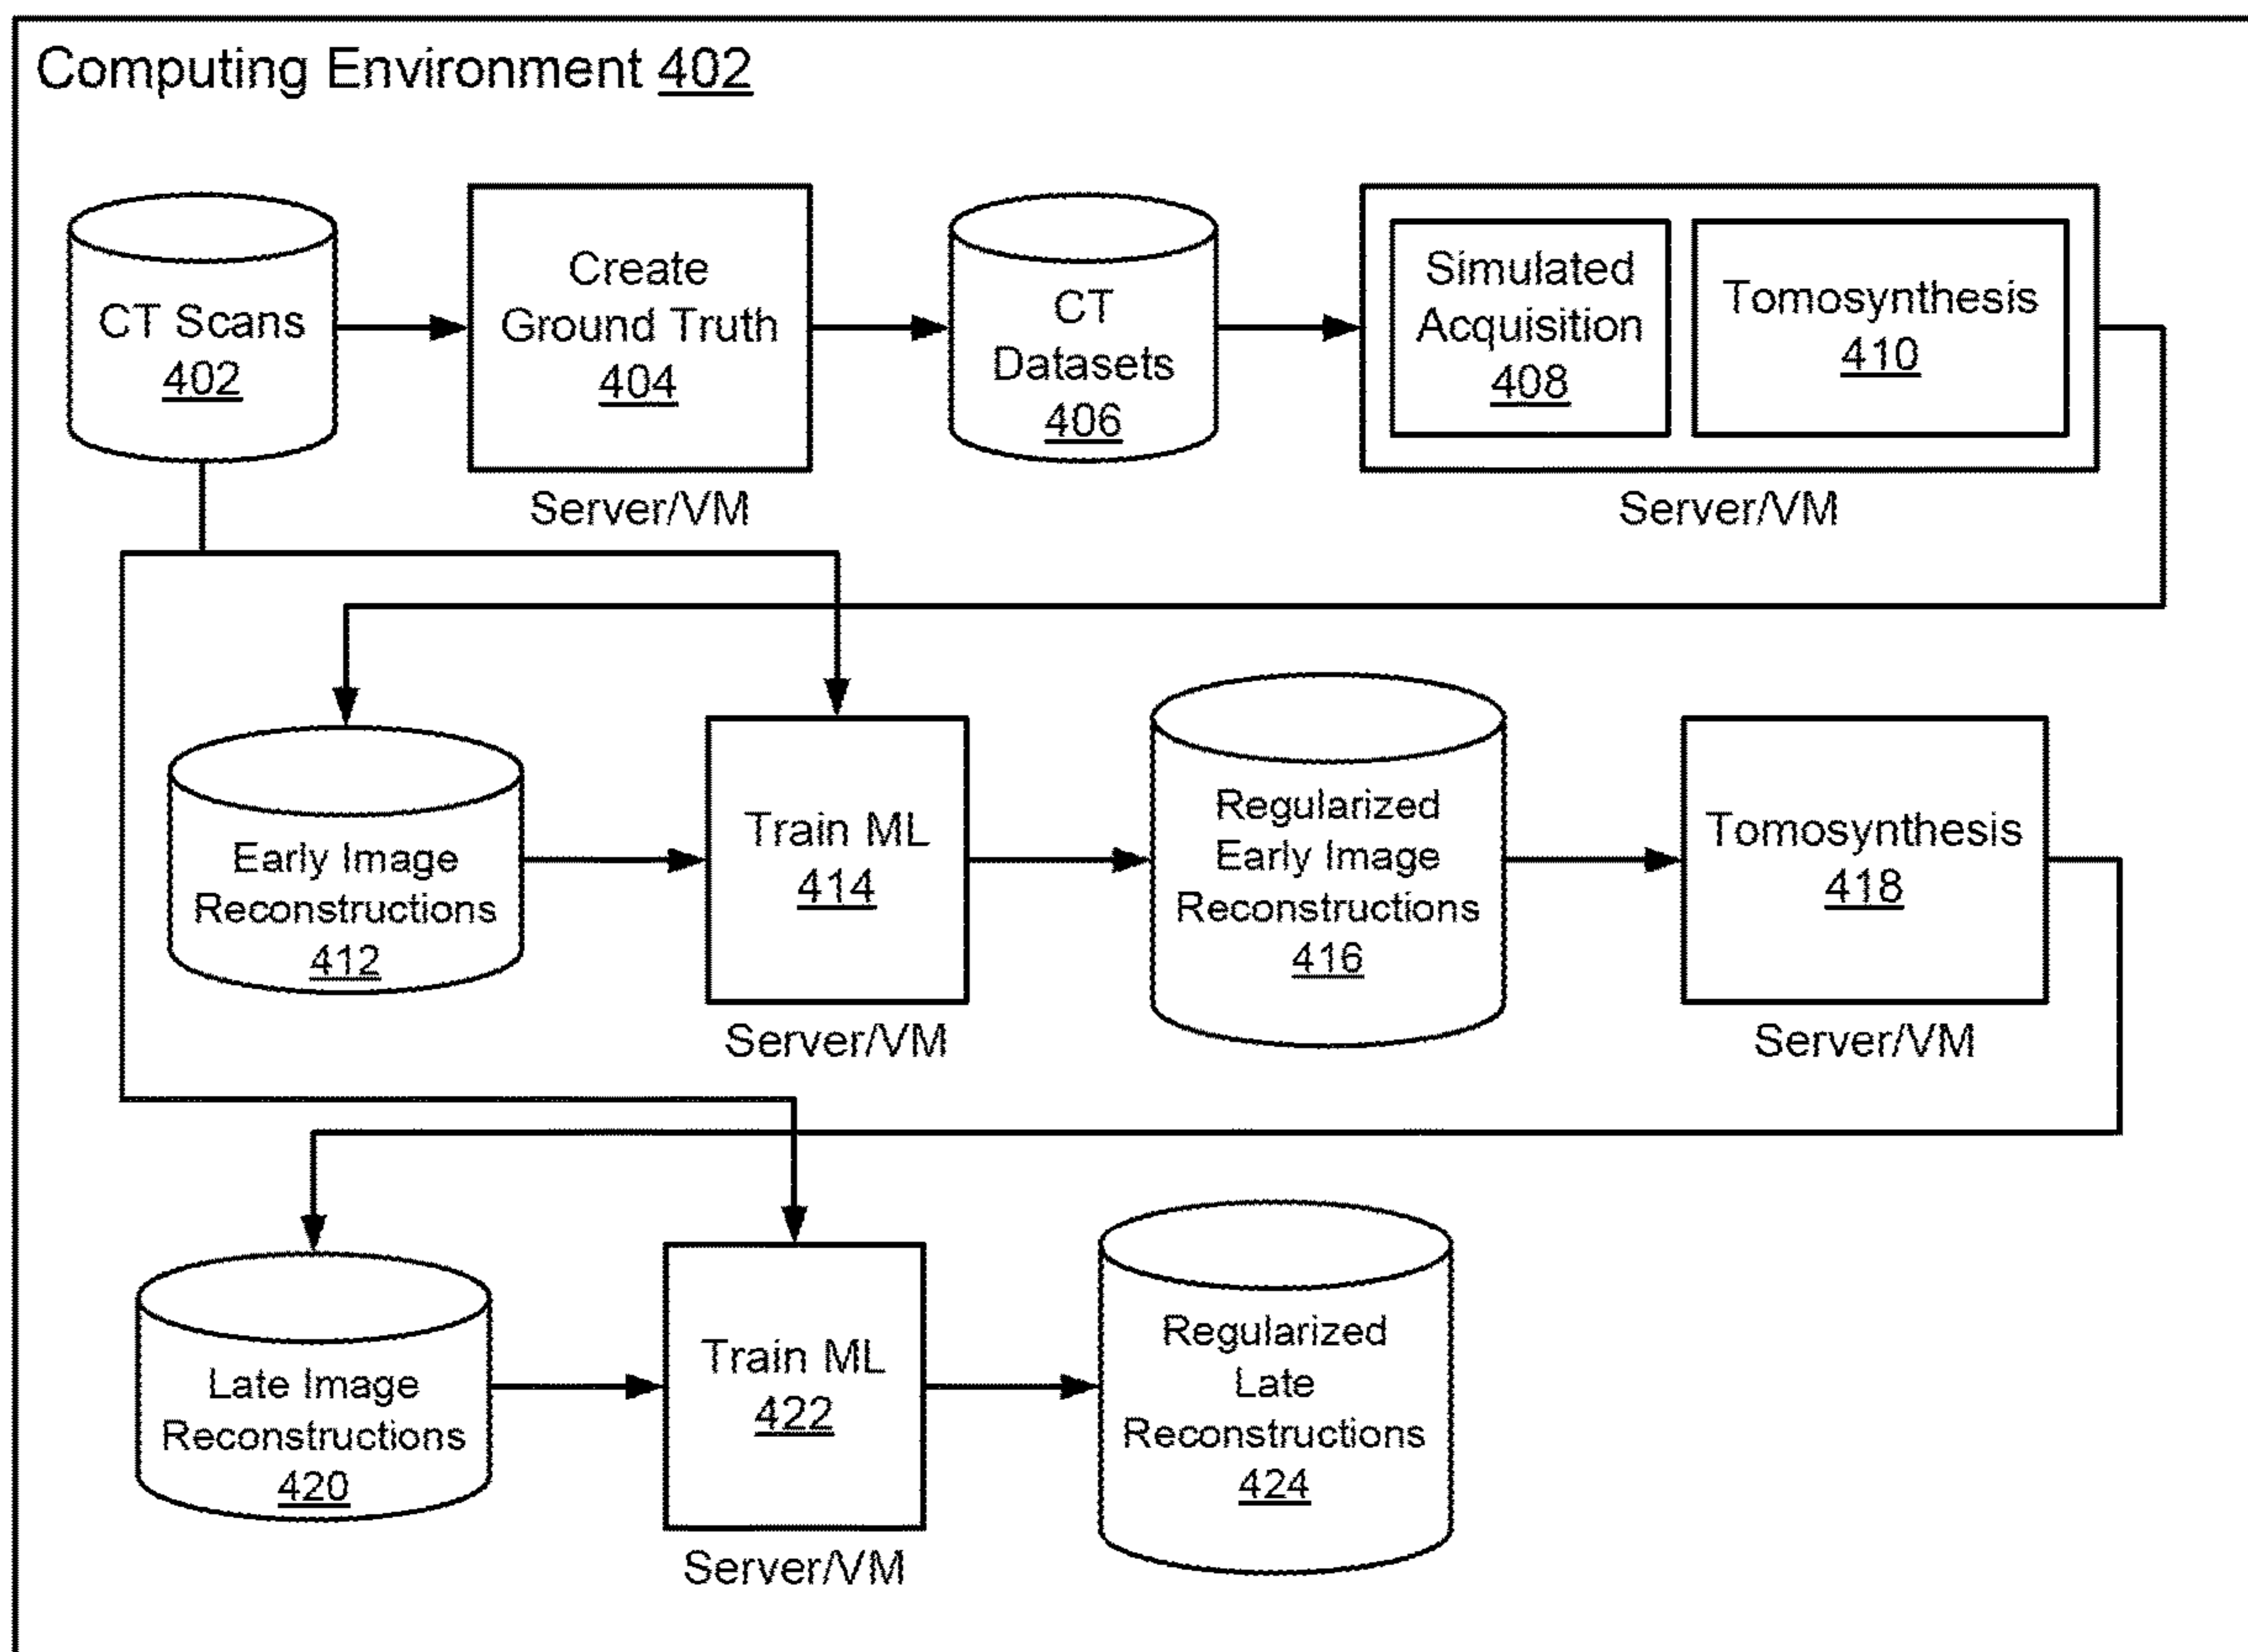 Computing Environment 402
CT Scans
402
Create
Ground Truth
404
Server/VM
CT
Datasets
406
Simulated
Acquisition
408
Tomosynthesis
410
Server/VM
Early Image
Reconstructions
412
Train ML
414
Server/VM
Regularized
Early Image
Reconstructions
416
Tomosynthesis
418
Server/VM
Late Image
Reconstructions
420
Train ML
422
Server/VM
Regularized
Late
Reconstructions
424